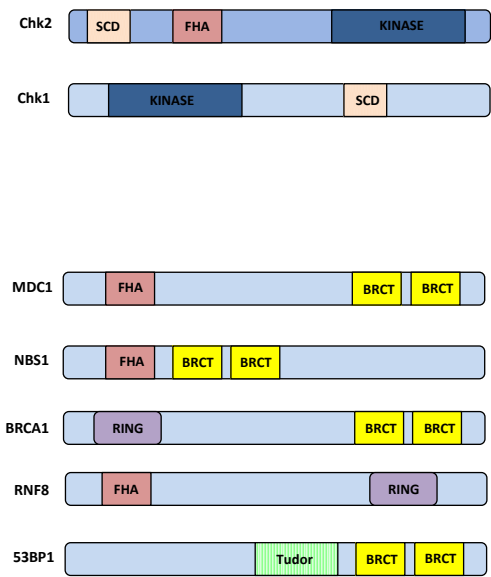 Chk2 SCD FHA KINASE
Chk1 KINASE SCD
MDC1 FHA BRCT BRCT
NBS1 FHA BRCT BRCT
BRCA1 RING BRCT BRCT
RNF8 FHA RING
53BP1 Tudor BRCT BRCT